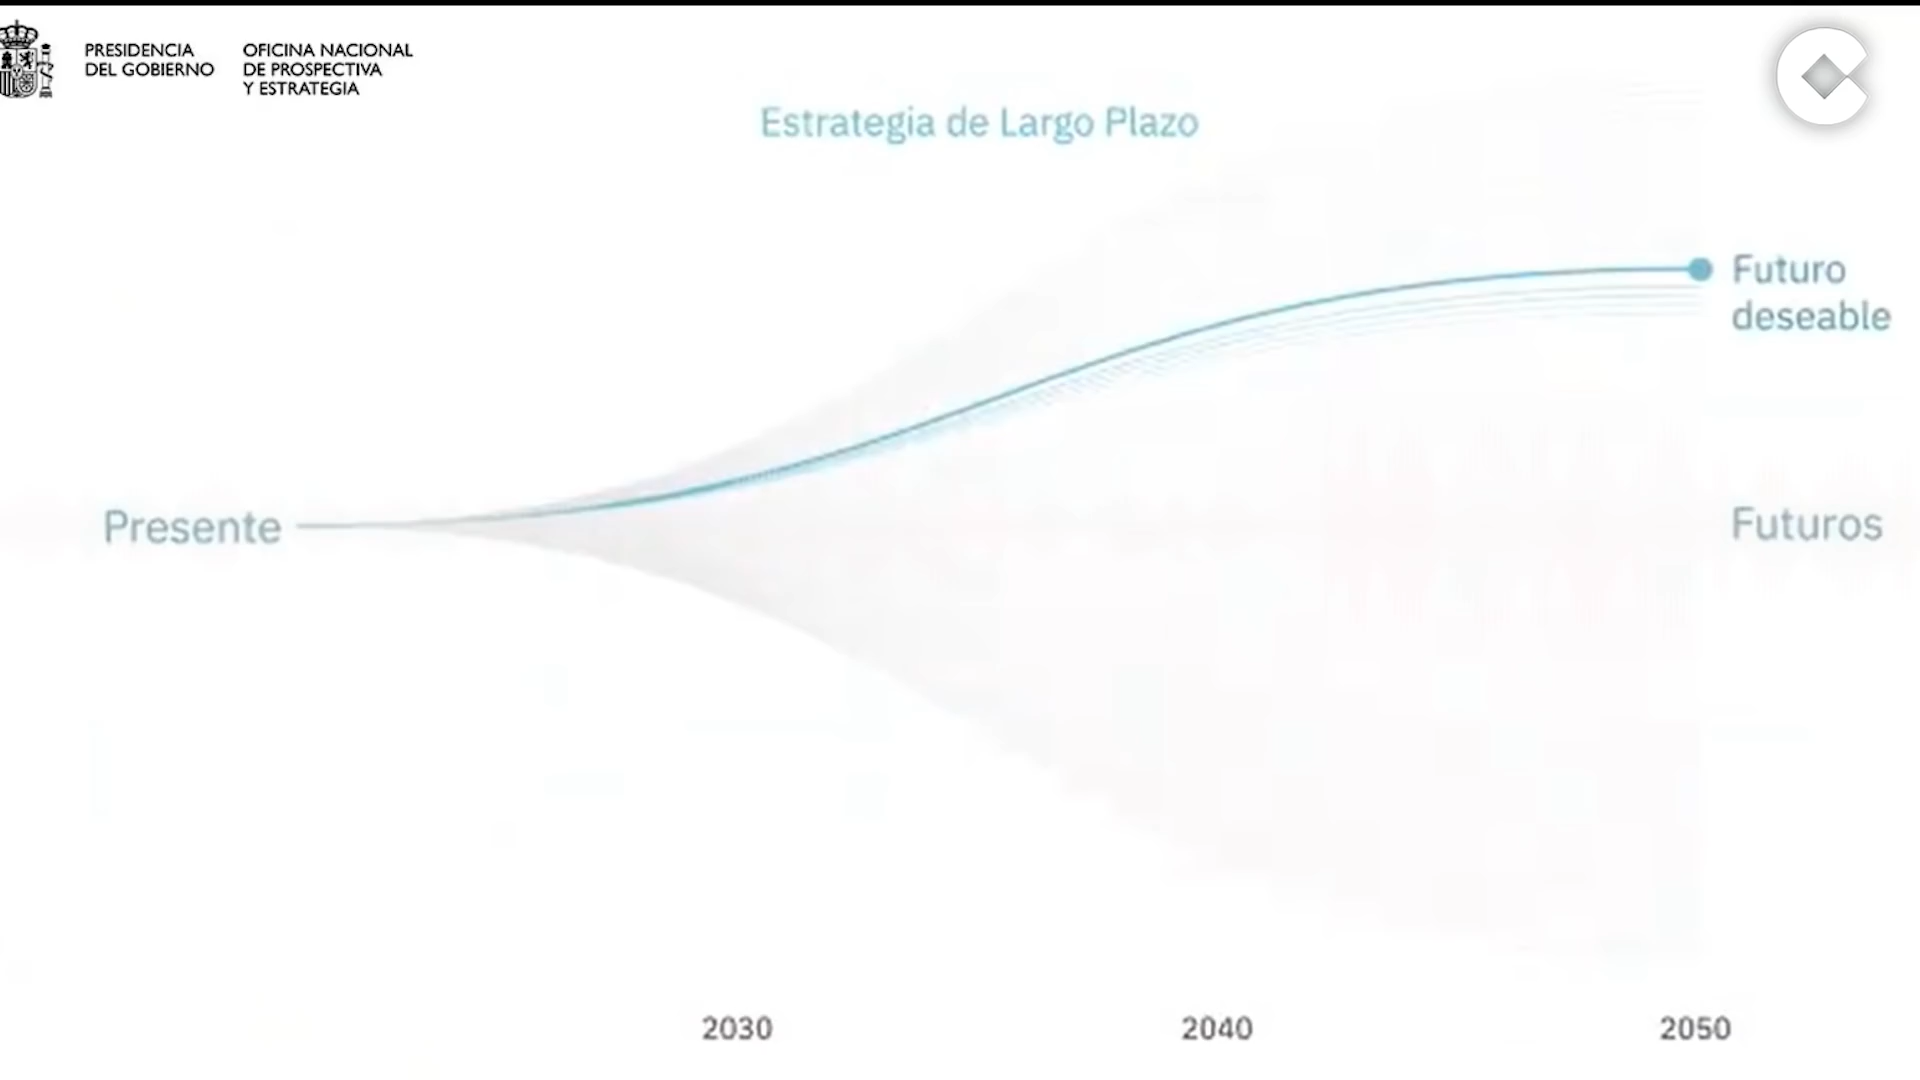 PRESIDENCIA
DEL GOBIERNO
OFICINA NACIONAL
DE PROSPECTIVA
Y ESTRATEGIA
Estrategia de Largo Plazo
Futuro
deseable
Presente
Futuros
2030
2040
2050